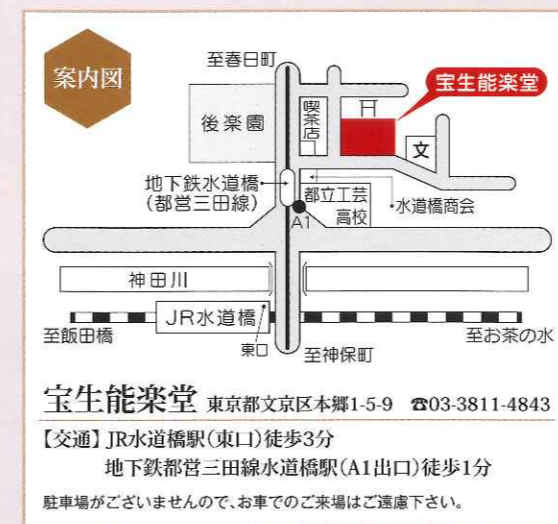 案内図
至春日町
宝生能楽堂
後楽園
喫茶店
文
地下鉄水道橋
(都営三田線)
都立工芸
高校
水道橋商会
A1
神田川
JR水道橋
至飯田橋
東口
至神保町
至お茶の水
宝生能楽堂 東京都文京区本郷1-5-9 ☎03-3811-4843
【交通】JR水道橋駅(東口)徒歩3分
地下鉄都営三田線水道橋駅(A1出口)徒歩1分
駐車場がございませんので、お車でのご来場はご遠慮下さい。